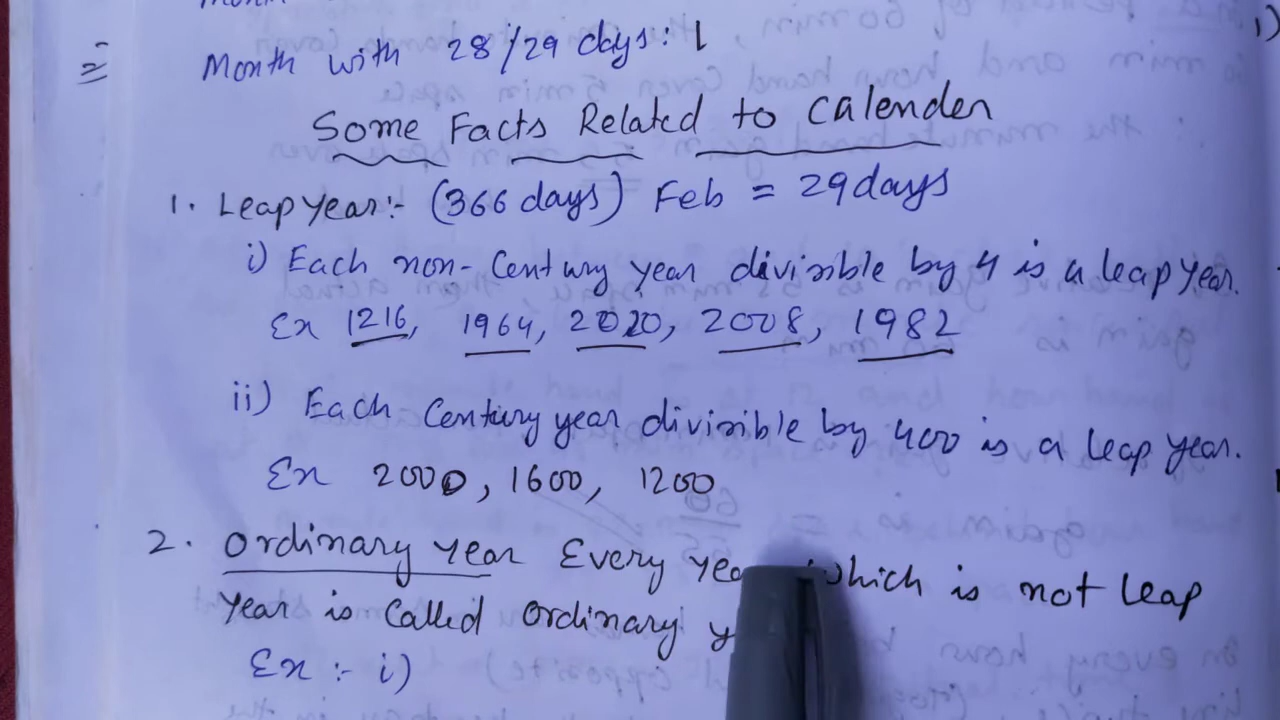 Month with 28/29 days: 1
Some Facts Related to Calender
1. Leap Year:- (366 days) Feb = 29 days
i) Each non-Century year divisible by 4 is a leap year.
Ex 1216, 1964, 2020, 2008, 1982
ii) Each Century year divisible by 400 is a leap year.
Ex 2000, 1600, 1200
2. Ordinary year Every which is not leap
year is called ordinary
Ex :- i)
1)